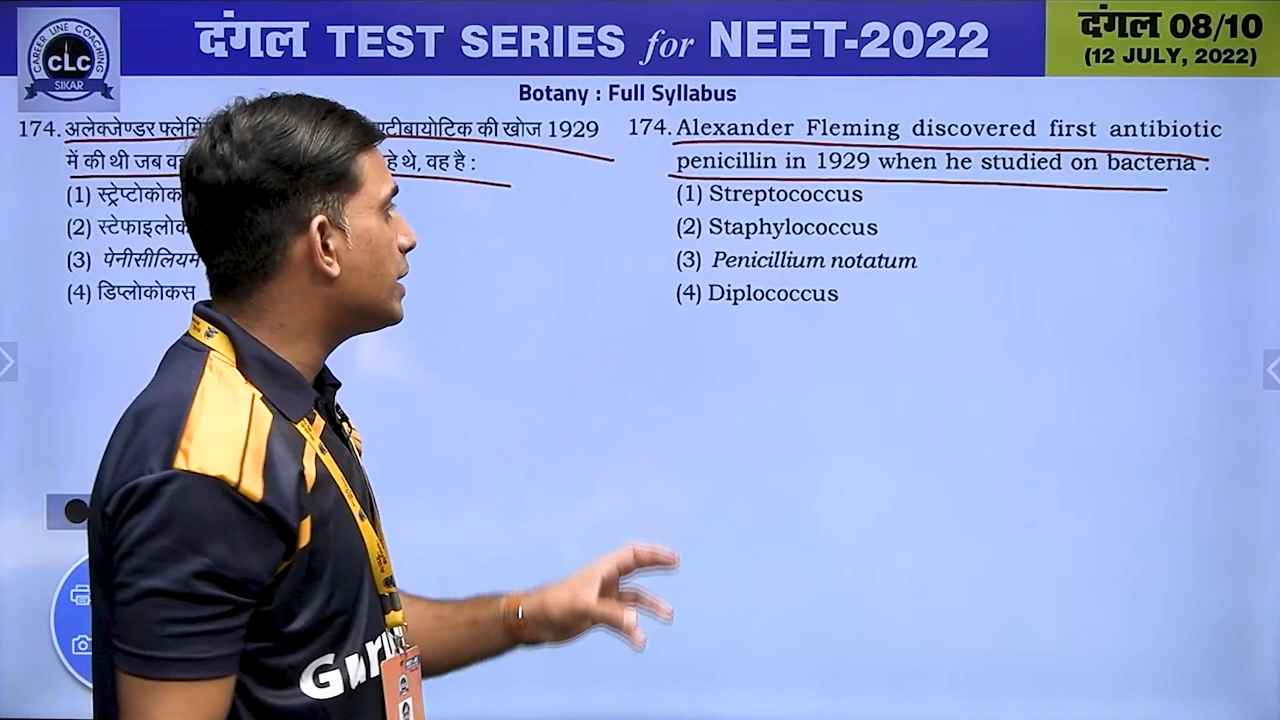 दंगल TEST SERIES for NEET-2022
दंगल 08/10
(12 JULY, 2022)
CAREER LINE COACHING
CLC
SIKAR
Botany : Full Syllabus
174. अलेक्जेण्डर की खोज 1929
में की थी जब थे, वह है :
(1)
(2)
(3) पेनीसीलियम
(4) डिप्लोकोकस
174. Alexander Fleming discovered first antibiotic
penicillin in 1929 when he studied on bacteria :
(1) Streptococcus
(2) Staphylococcus
(3) Penicillium notatum
(4) Diplococcus